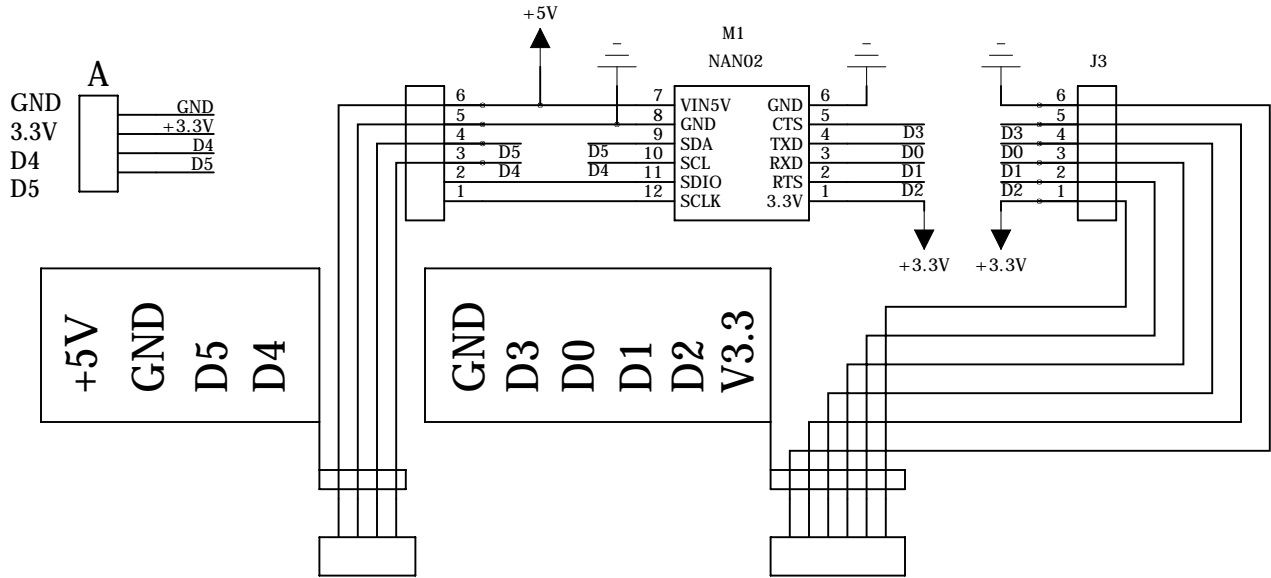 +5V
M1
NANO2
J3
A
GND
3.3V
D4
D5
GND
+3.3V
D4
D5
6
5
4
3
2
1
D5
D4
D5
D4
7
8
9
10
11
12
VIN5V
GND
SDA
SCL
SDIO
SCLK
GND
CTS
TXD
RXD
RTS
3.3V
6
5
4
3
2
1
D3
D0
D1
D2
+3.3V
D3
D0
D1
D2
+3.3V
6
5
4
3
2
1
+5V
GND
D5
D4
GND
D3
D0
D1
D2
V3.3